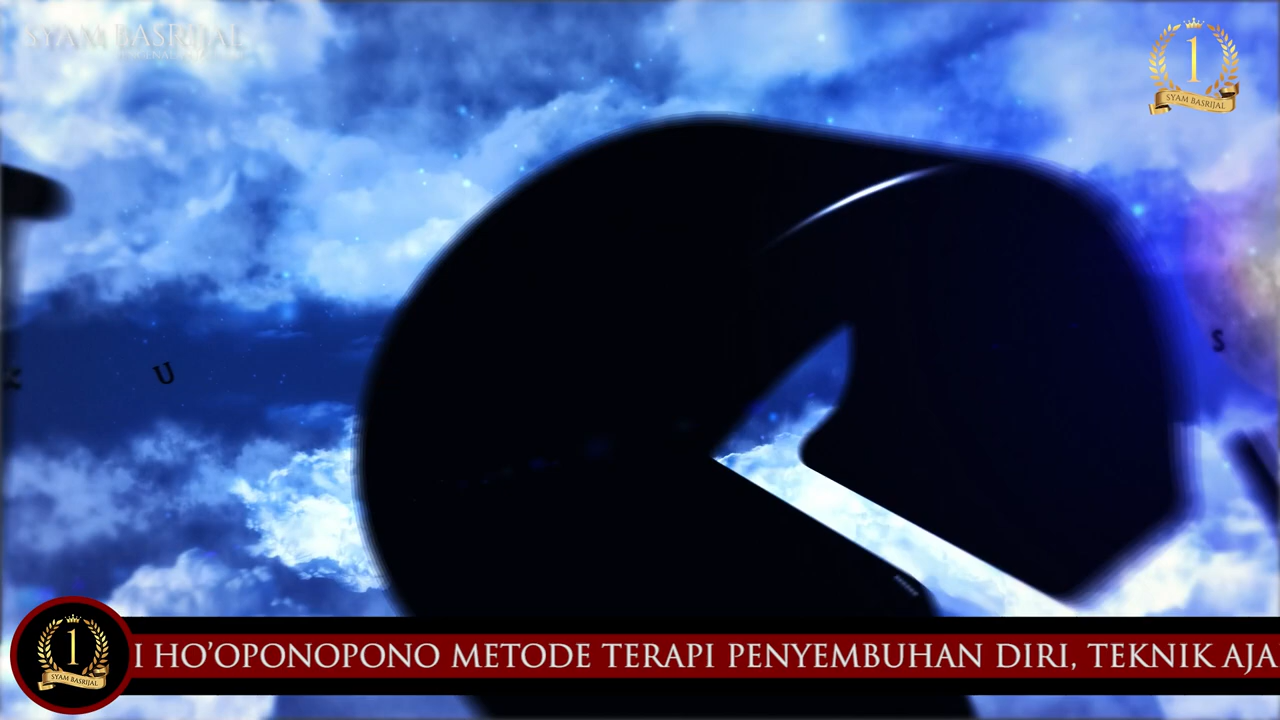 SYAM BASRIJAL
1
SYAM BASRIJAL
U
S
I HO’OPONOPONO METODE TERAPI PENYEMBUHAN DIRI, TEKNIK AJA
1
SYAM BASRIJAL